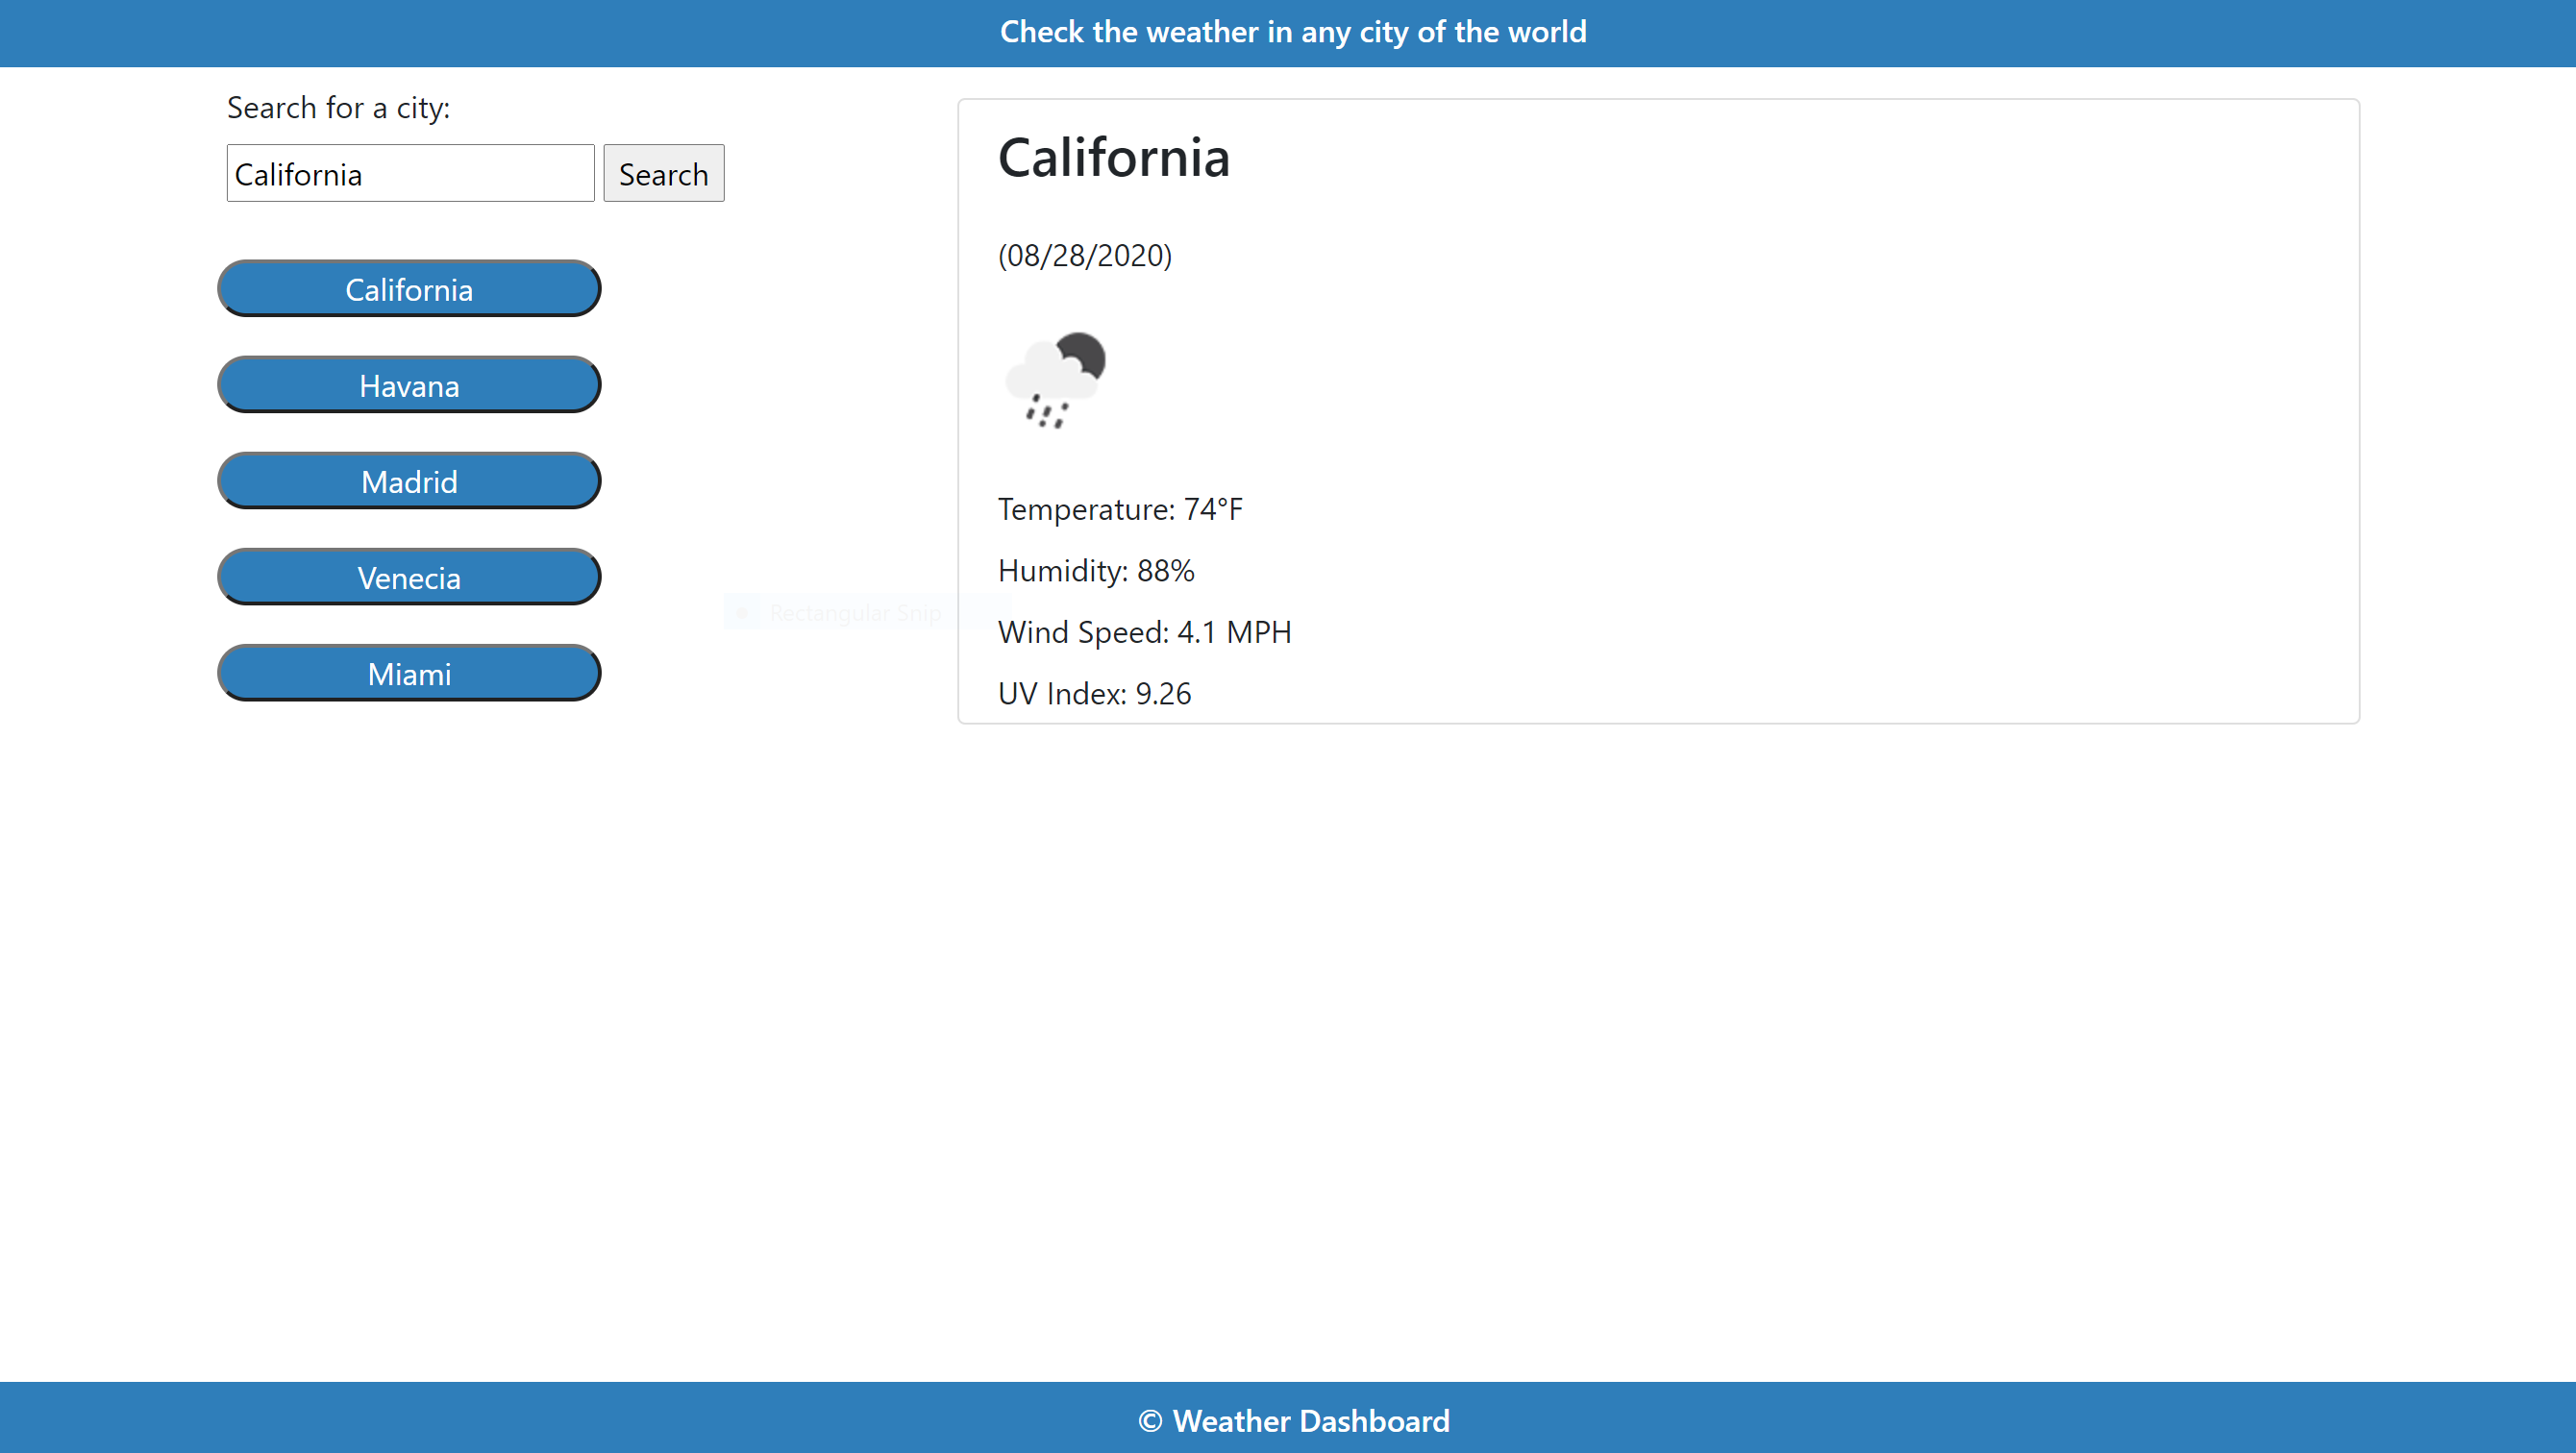 Check the weather in any city of the world
Search for a city:
California Search
California
Havana
Madrid
Venecia
Miami
Rectangular Snip
California
(08/28/2020)
Temperature: 74°F
Humidity: 88%
Wind Speed: 4.1 MPH
UV Index: 9.26
© Weather Dashboard